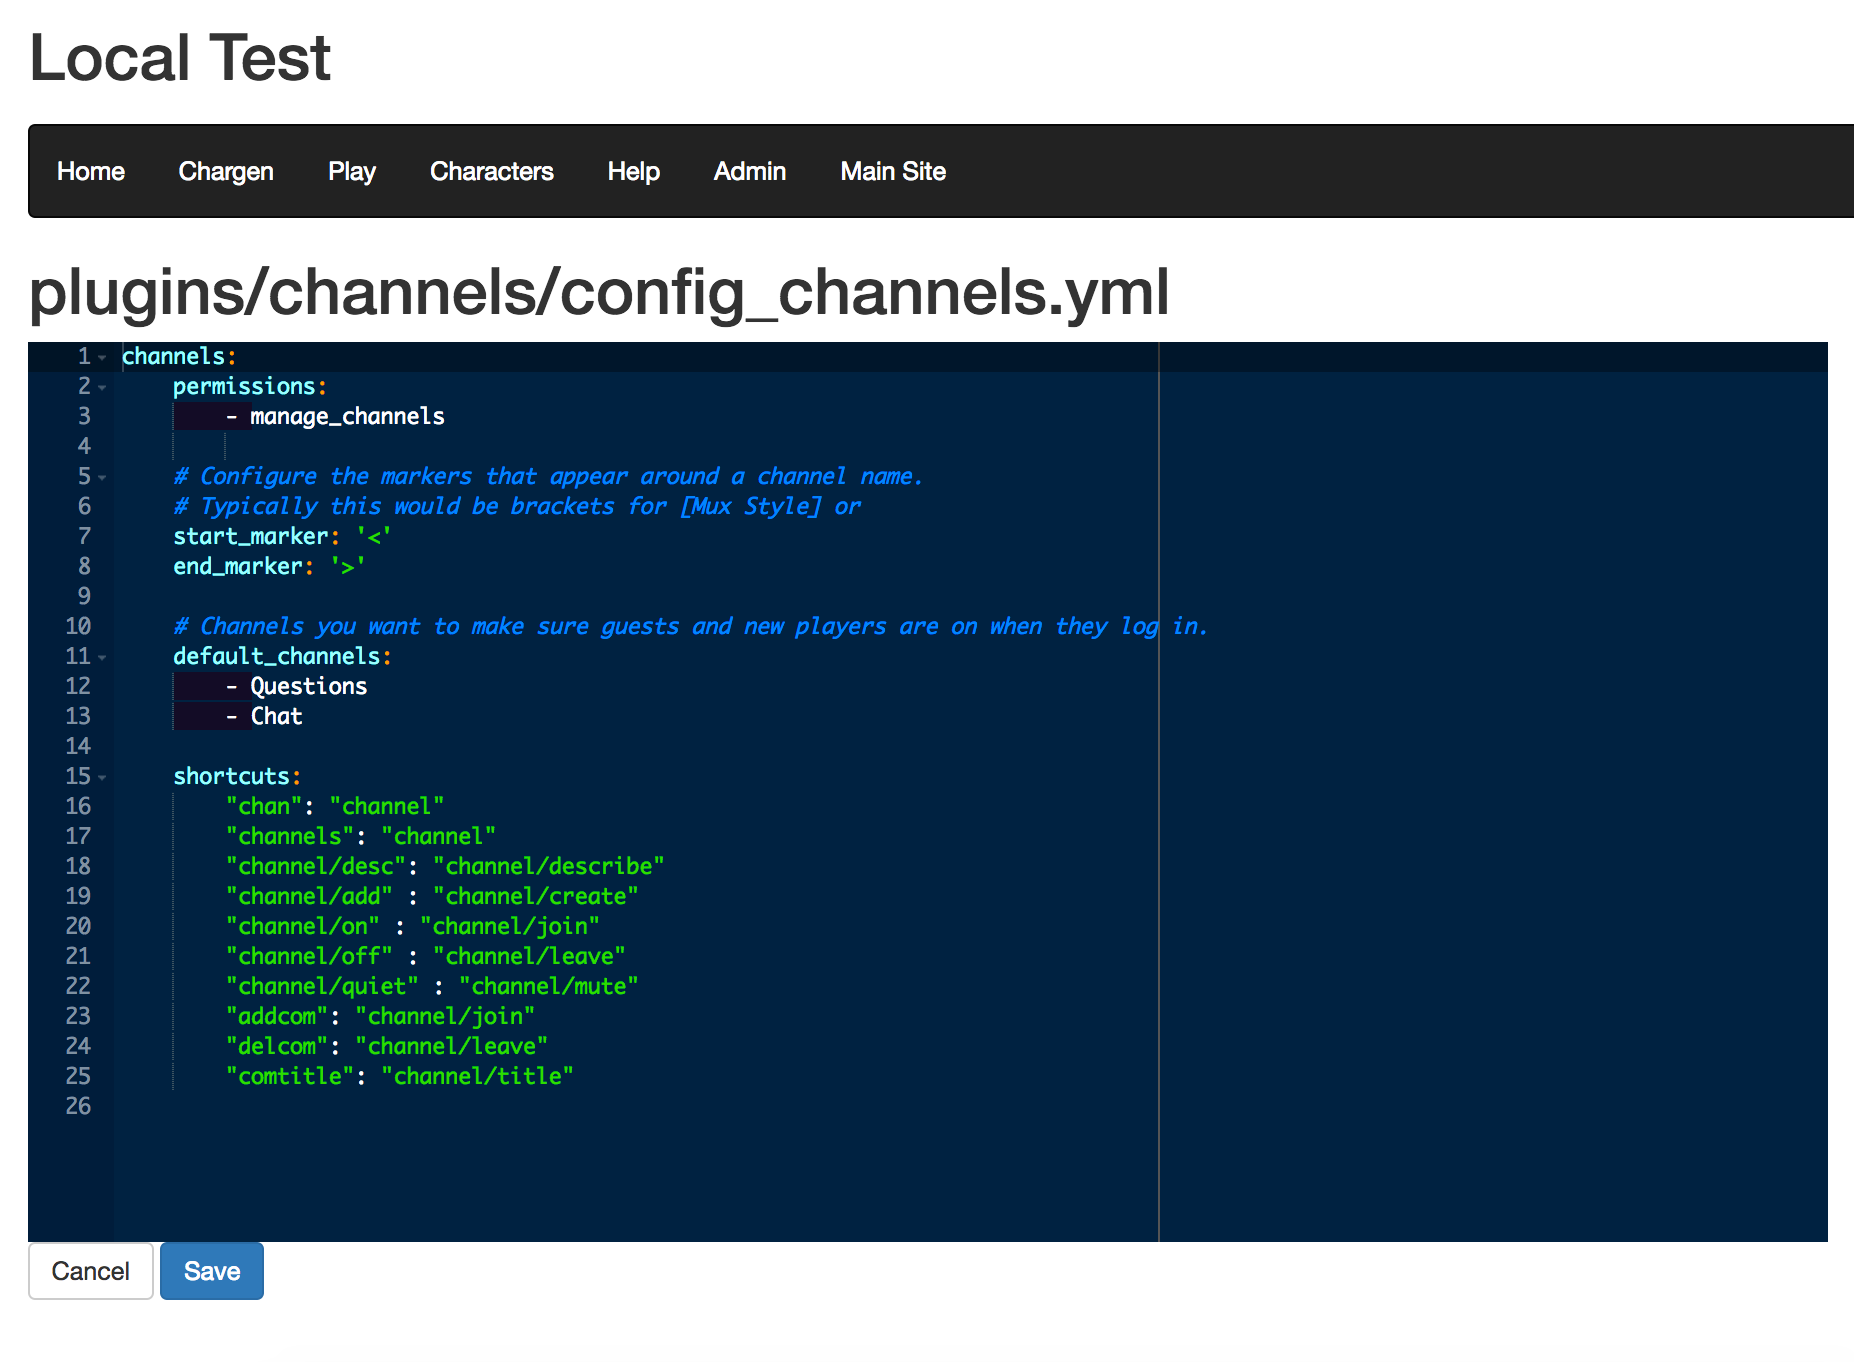 Local Test
Home Chargen Play Characters Help Admin Main Site
plugins/channels/config_channels.yml
1 channels:
2     permissions:
3         - manage_channels
4
5     # Configure the markers that appear around a channel name.
6     # Typically this would be brackets for [Mux Style] or
7     start_marker: '<'
8     end_marker: '>'
9
10     # Channels you want to make sure guests and new players are on when they log in.
11     default_channels:
12         - Questions
13         - Chat
14
15     shortcuts:
16         "chan": "channel"
17         "channels": "channel"
18         "channel/desc": "channel/describe"
19         "channel/add" : "channel/create"
20         "channel/on" : "channel/join"
21         "channel/off" : "channel/leave"
22         "channel/quiet" : "channel/mute"
23         "addcom": "channel/join"
24         "delcom": "channel/leave"
25         "comtitle": "channel/title"
26
Cancel Save